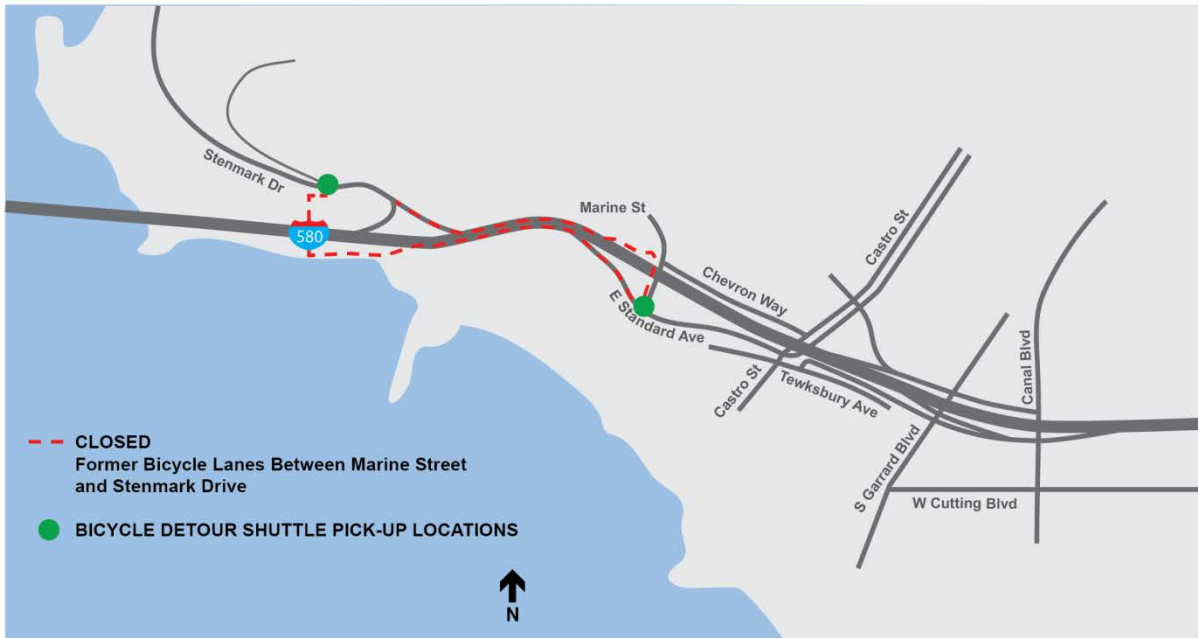 Stenmark Dr
580
Marine St
Castro St
Chevron Way
E Standard Ave
Castro St
Tewksbury Ave
Canal Blvd
S Garrard Blvd
W Cutting Blvd
CLOSED
Former Bicycle Lanes Between Marine Street
and Stenmark Drive
BICYCLE DETOUR SHUTTLE PICK-UP LOCATIONS
N